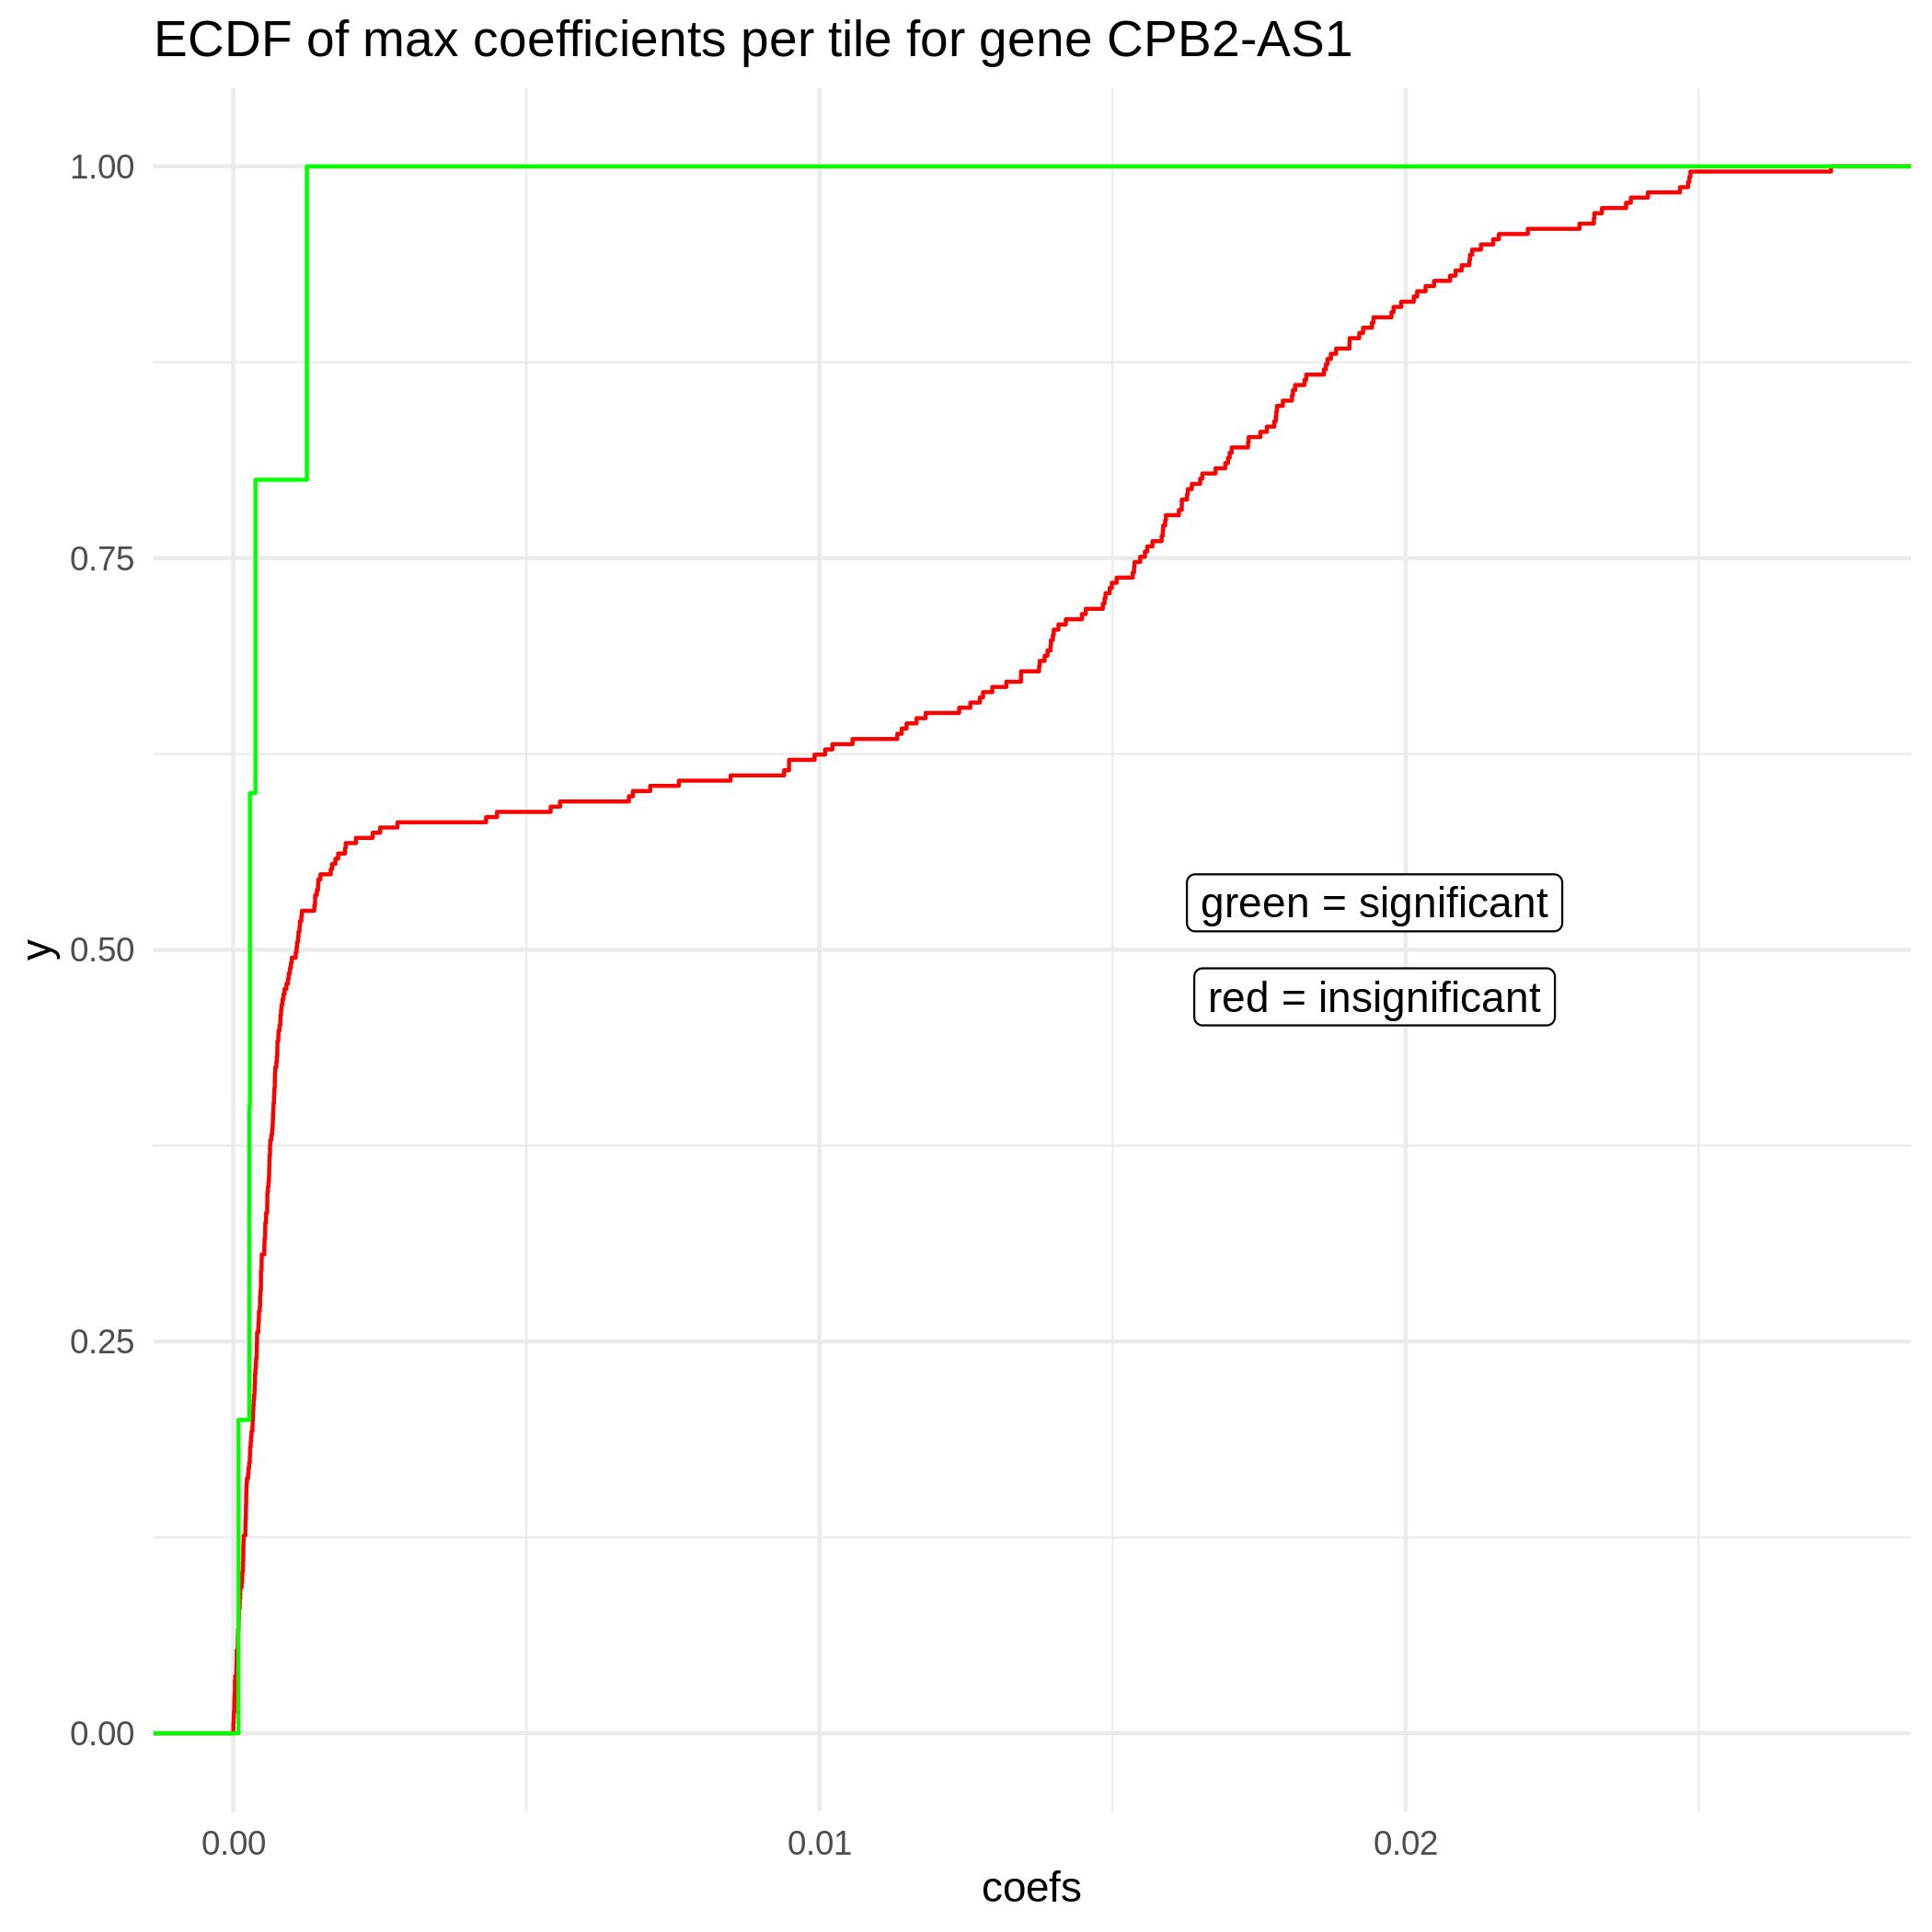 ECDF of max coefficients per tile for gene CPB2-AS1
1.00
0.75
0.50
0.25
0.00
y
green = significant
red = insignificant
0.00 0.01 0.02
coefs